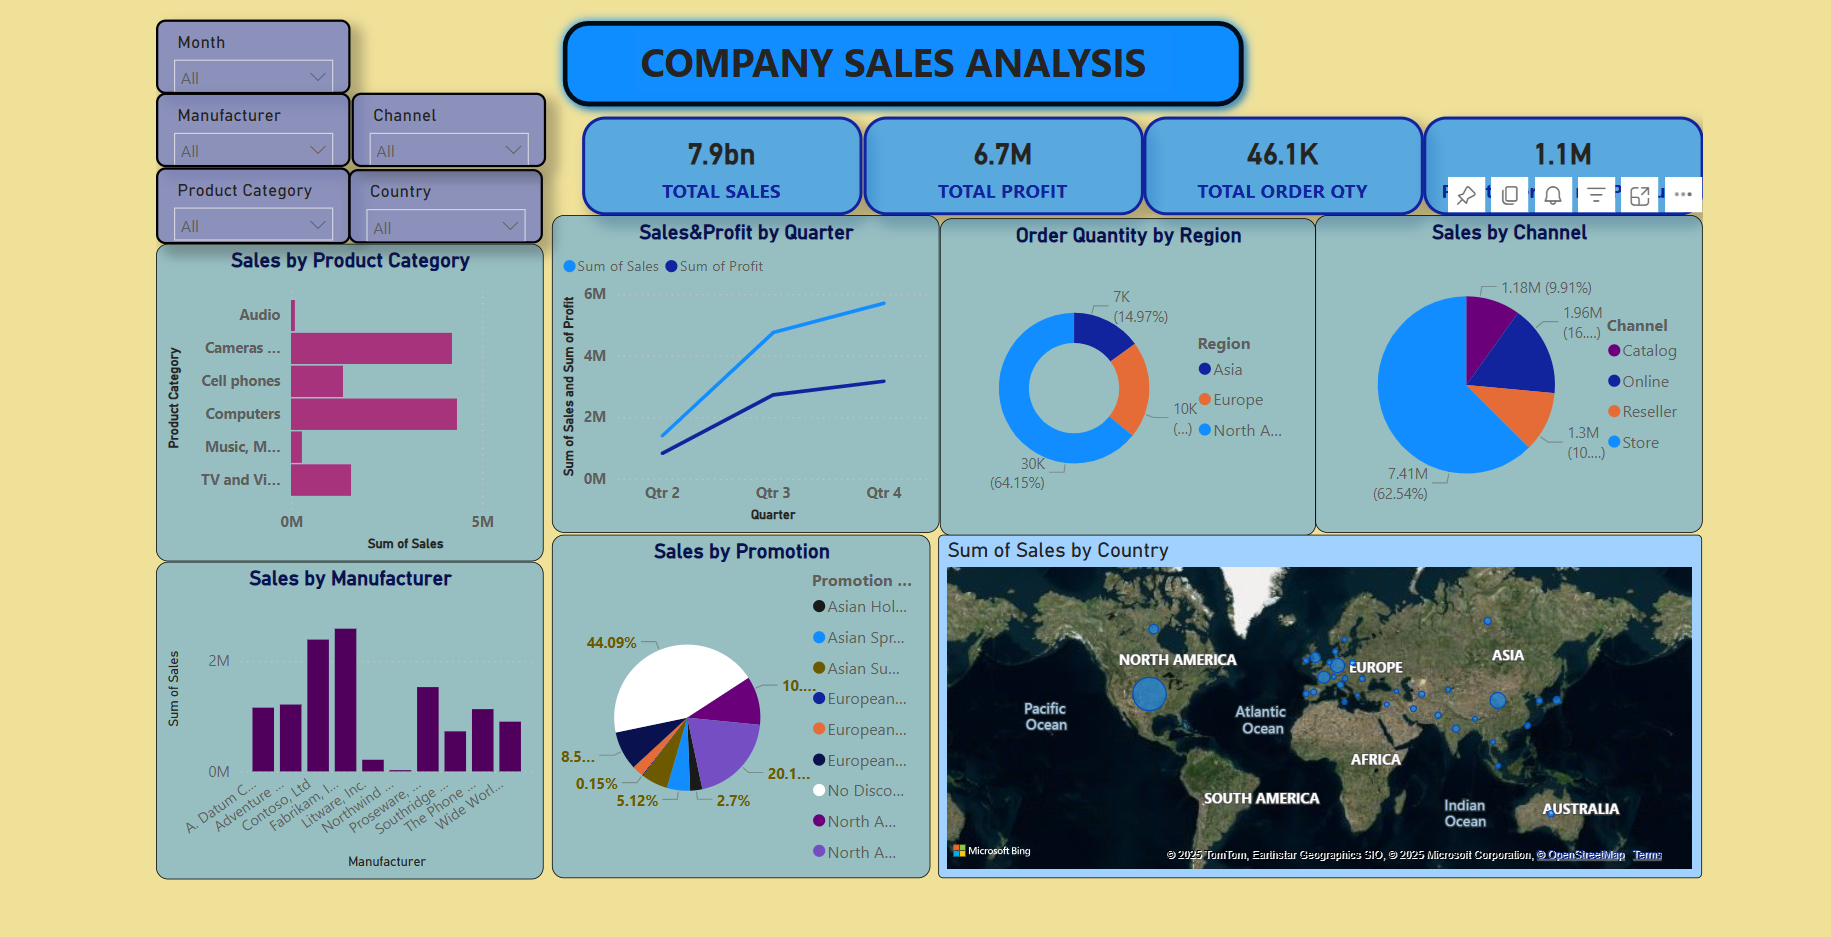 Month
All
COMPANY SALES ANALYSIS
Manufacturer
All
Channel
All
Product Category
All
Country
All
7.9bn
TOTAL SALES
6.7M
TOTAL PROFIT
46.1K
TOTAL ORDER QTY
1.1M
Sales by Product Category
Product Category
Audio
Cameras ...
Cell phones
Computers
Music, M...
TV and Vi...
0M
5M
Sum of Sales
Sales&Profit by Quarter
Sum of Sales
Sum of Profit
Sum of Sales and Sum of Profit
6M
4M
2M
0M
Qtr 2
Qtr 3
Qtr 4
Quarter
Order Quantity by Region
7K
(14.97%)
10K
(...)
30K
(64.15%)
Region
Asia
Europe
North A...
Sales by Channel
1.18M (9.91%)
1.96M
(16....)
1.3M
(10....)
7.41M
(62.54%)
Channel
Catalog
Online
Reseller
Store
Sales by Manufacturer
Sum of Sales
2M
0M
A. Datum C...
Adventure ...
Contoso, Ltd
Fabrikam, I...
Litware, Inc.
Northwind ...
Proseware, ...
Southridge ...
The Phone ...
Wide Worl...
Manufacturer
Sales by Promotion
44.09%
10....
20.1...
2.7%
5.12%
0.15%
8.5...
Promotion ...
Asian Hol...
Asian Spr...
Asian Su...
European...
European...
European...
No Disco...
North A...
North A...
Sum of Sales by Country
NORTH AMERICA
EUROPE
ASIA
Pacific
Ocean
Atlantic
Ocean
AFRICA
SOUTH AMERICA
Indian
Ocean
AUSTRALIA
Microsoft Bing
© 2025 TomTom, Earthstar Geographics SIO, © 2025 Microsoft Corporation, © OpenStreetMap Terms